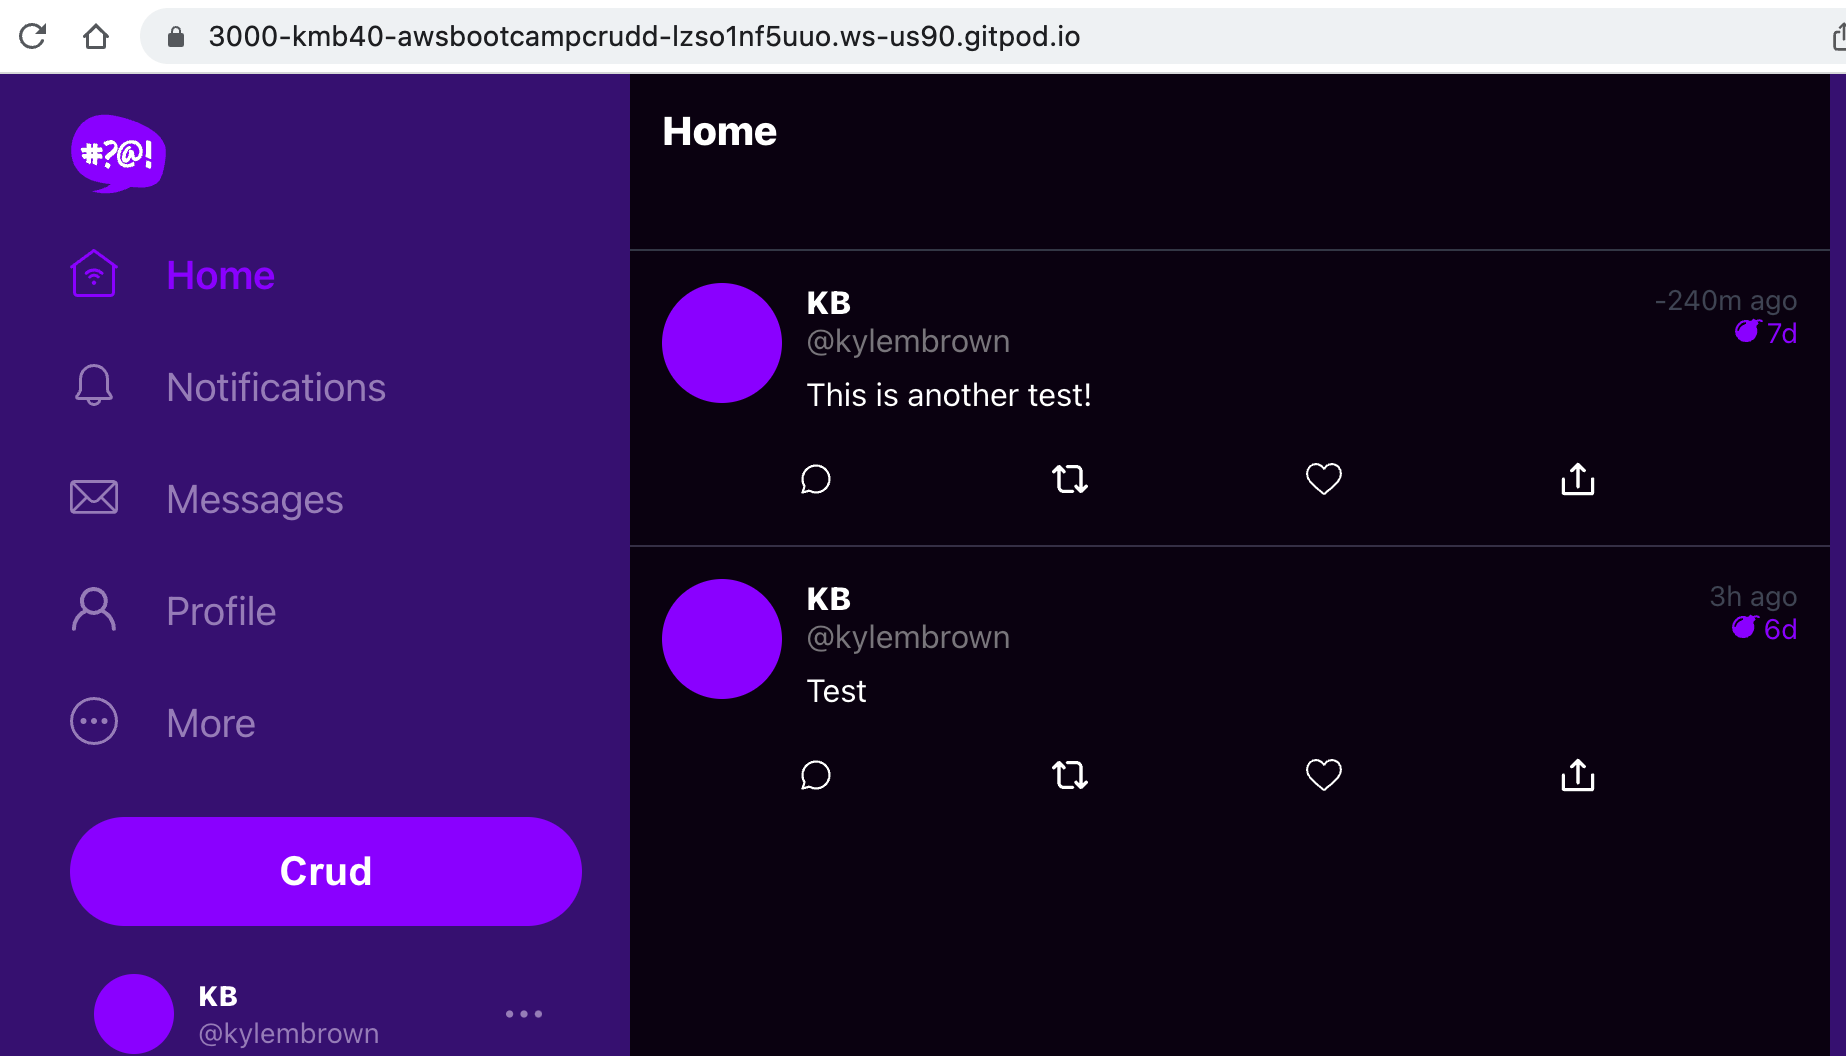 3000-kmb40-awsbootcampcrudd-lzso1nf5uuo.ws-us90.gitpod.io
#?@!
Home
Notifications
Messages
Profile
More
Crud
KB
@kylembrown
Home
KB
-240m ago
@kylembrown
7d
This is another test!
KB
3h ago
@kylembrown
6d
Test